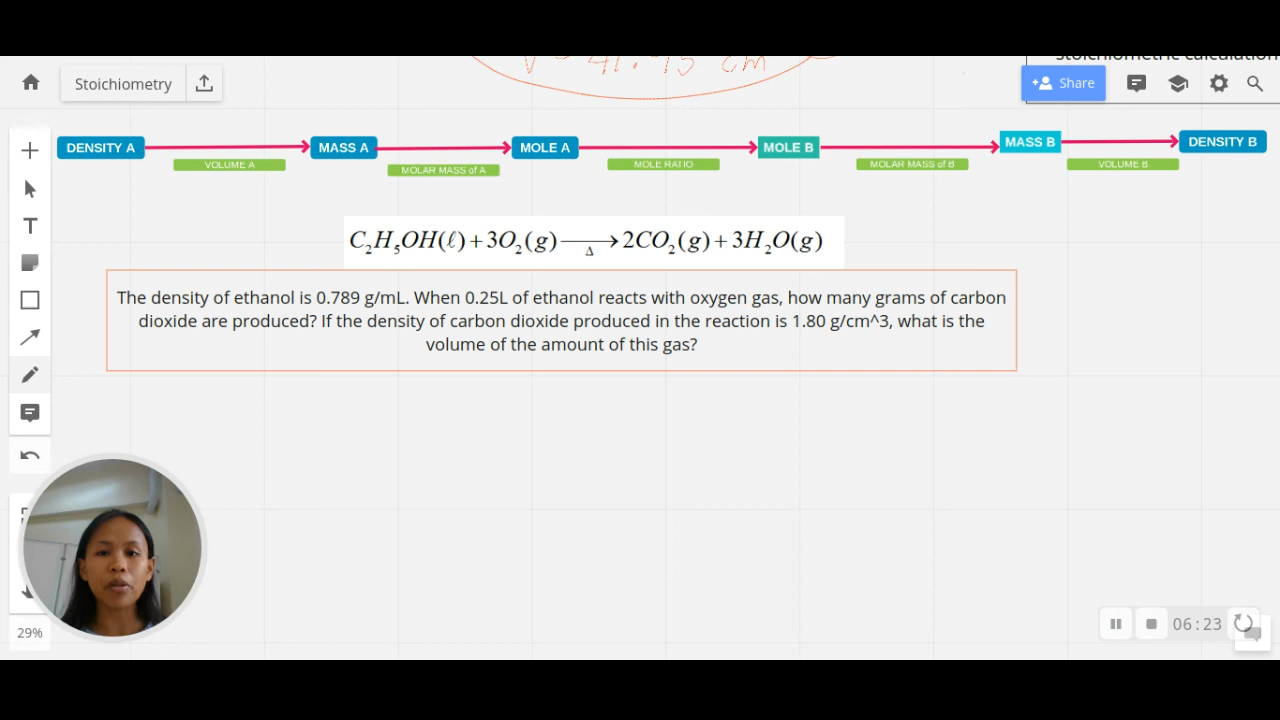 V = 41.75 cm
stoichiometric calculation
Stoichiometry
Share
DENSITY A
MASS A
MOLE A
MOLE B
MASS B
DENSITY B
VOLUME A
MOLAR MASS of A
MOLE RATIO
MOLAR MASS of B
VOLUME B
C₂H₅OH(ℓ) + 3O₂(g) ⟶ 2CO₂(g) + 3H₂O(g)
Δ
The density of ethanol is 0.789 g/mL. When 0.25L of ethanol reacts with oxygen gas, how many grams of carbon
dioxide are produced? If the density of carbon dioxide produced in the reaction is 1.80 g/cm^3, what is the
volume of the amount of this gas?
T
29%
06:23